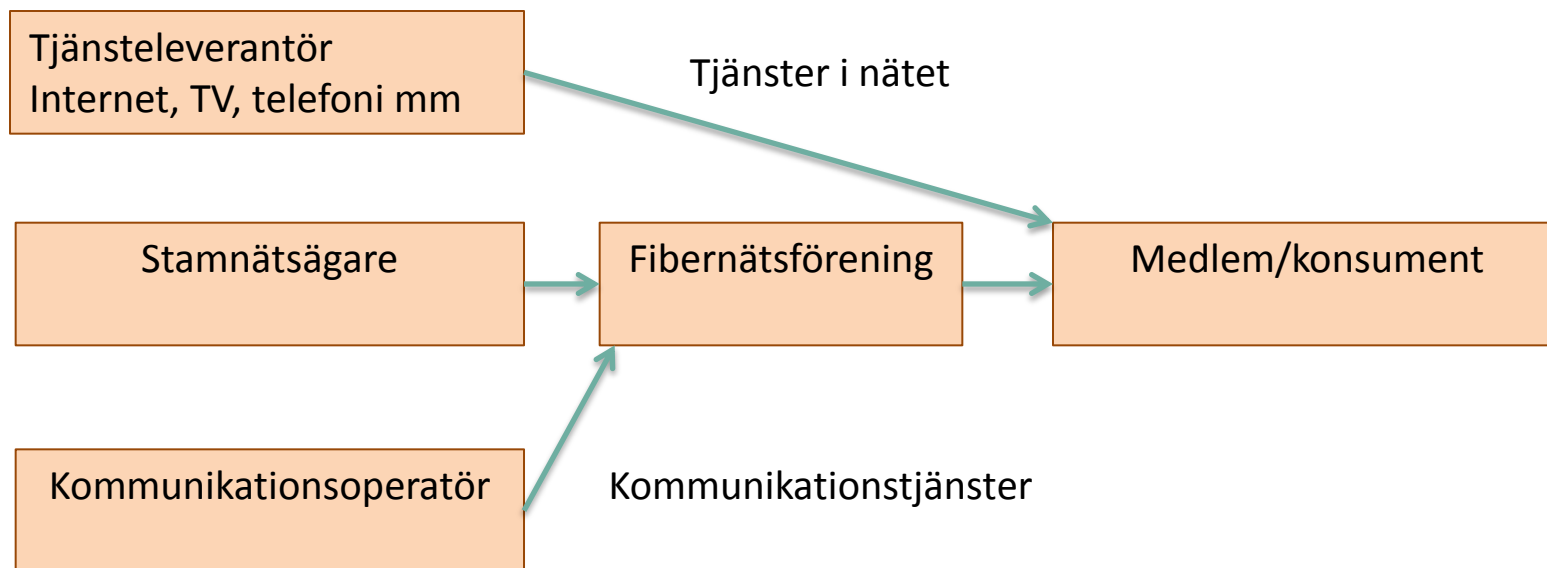 Tjänsteleverantör
Internet, TV, telefoni mm
Tjänster i nätet
Stamnätsägare
Fibernätsförening
Medlem/konsument
Kommunikationsoperatör
Kommunikationstjänster